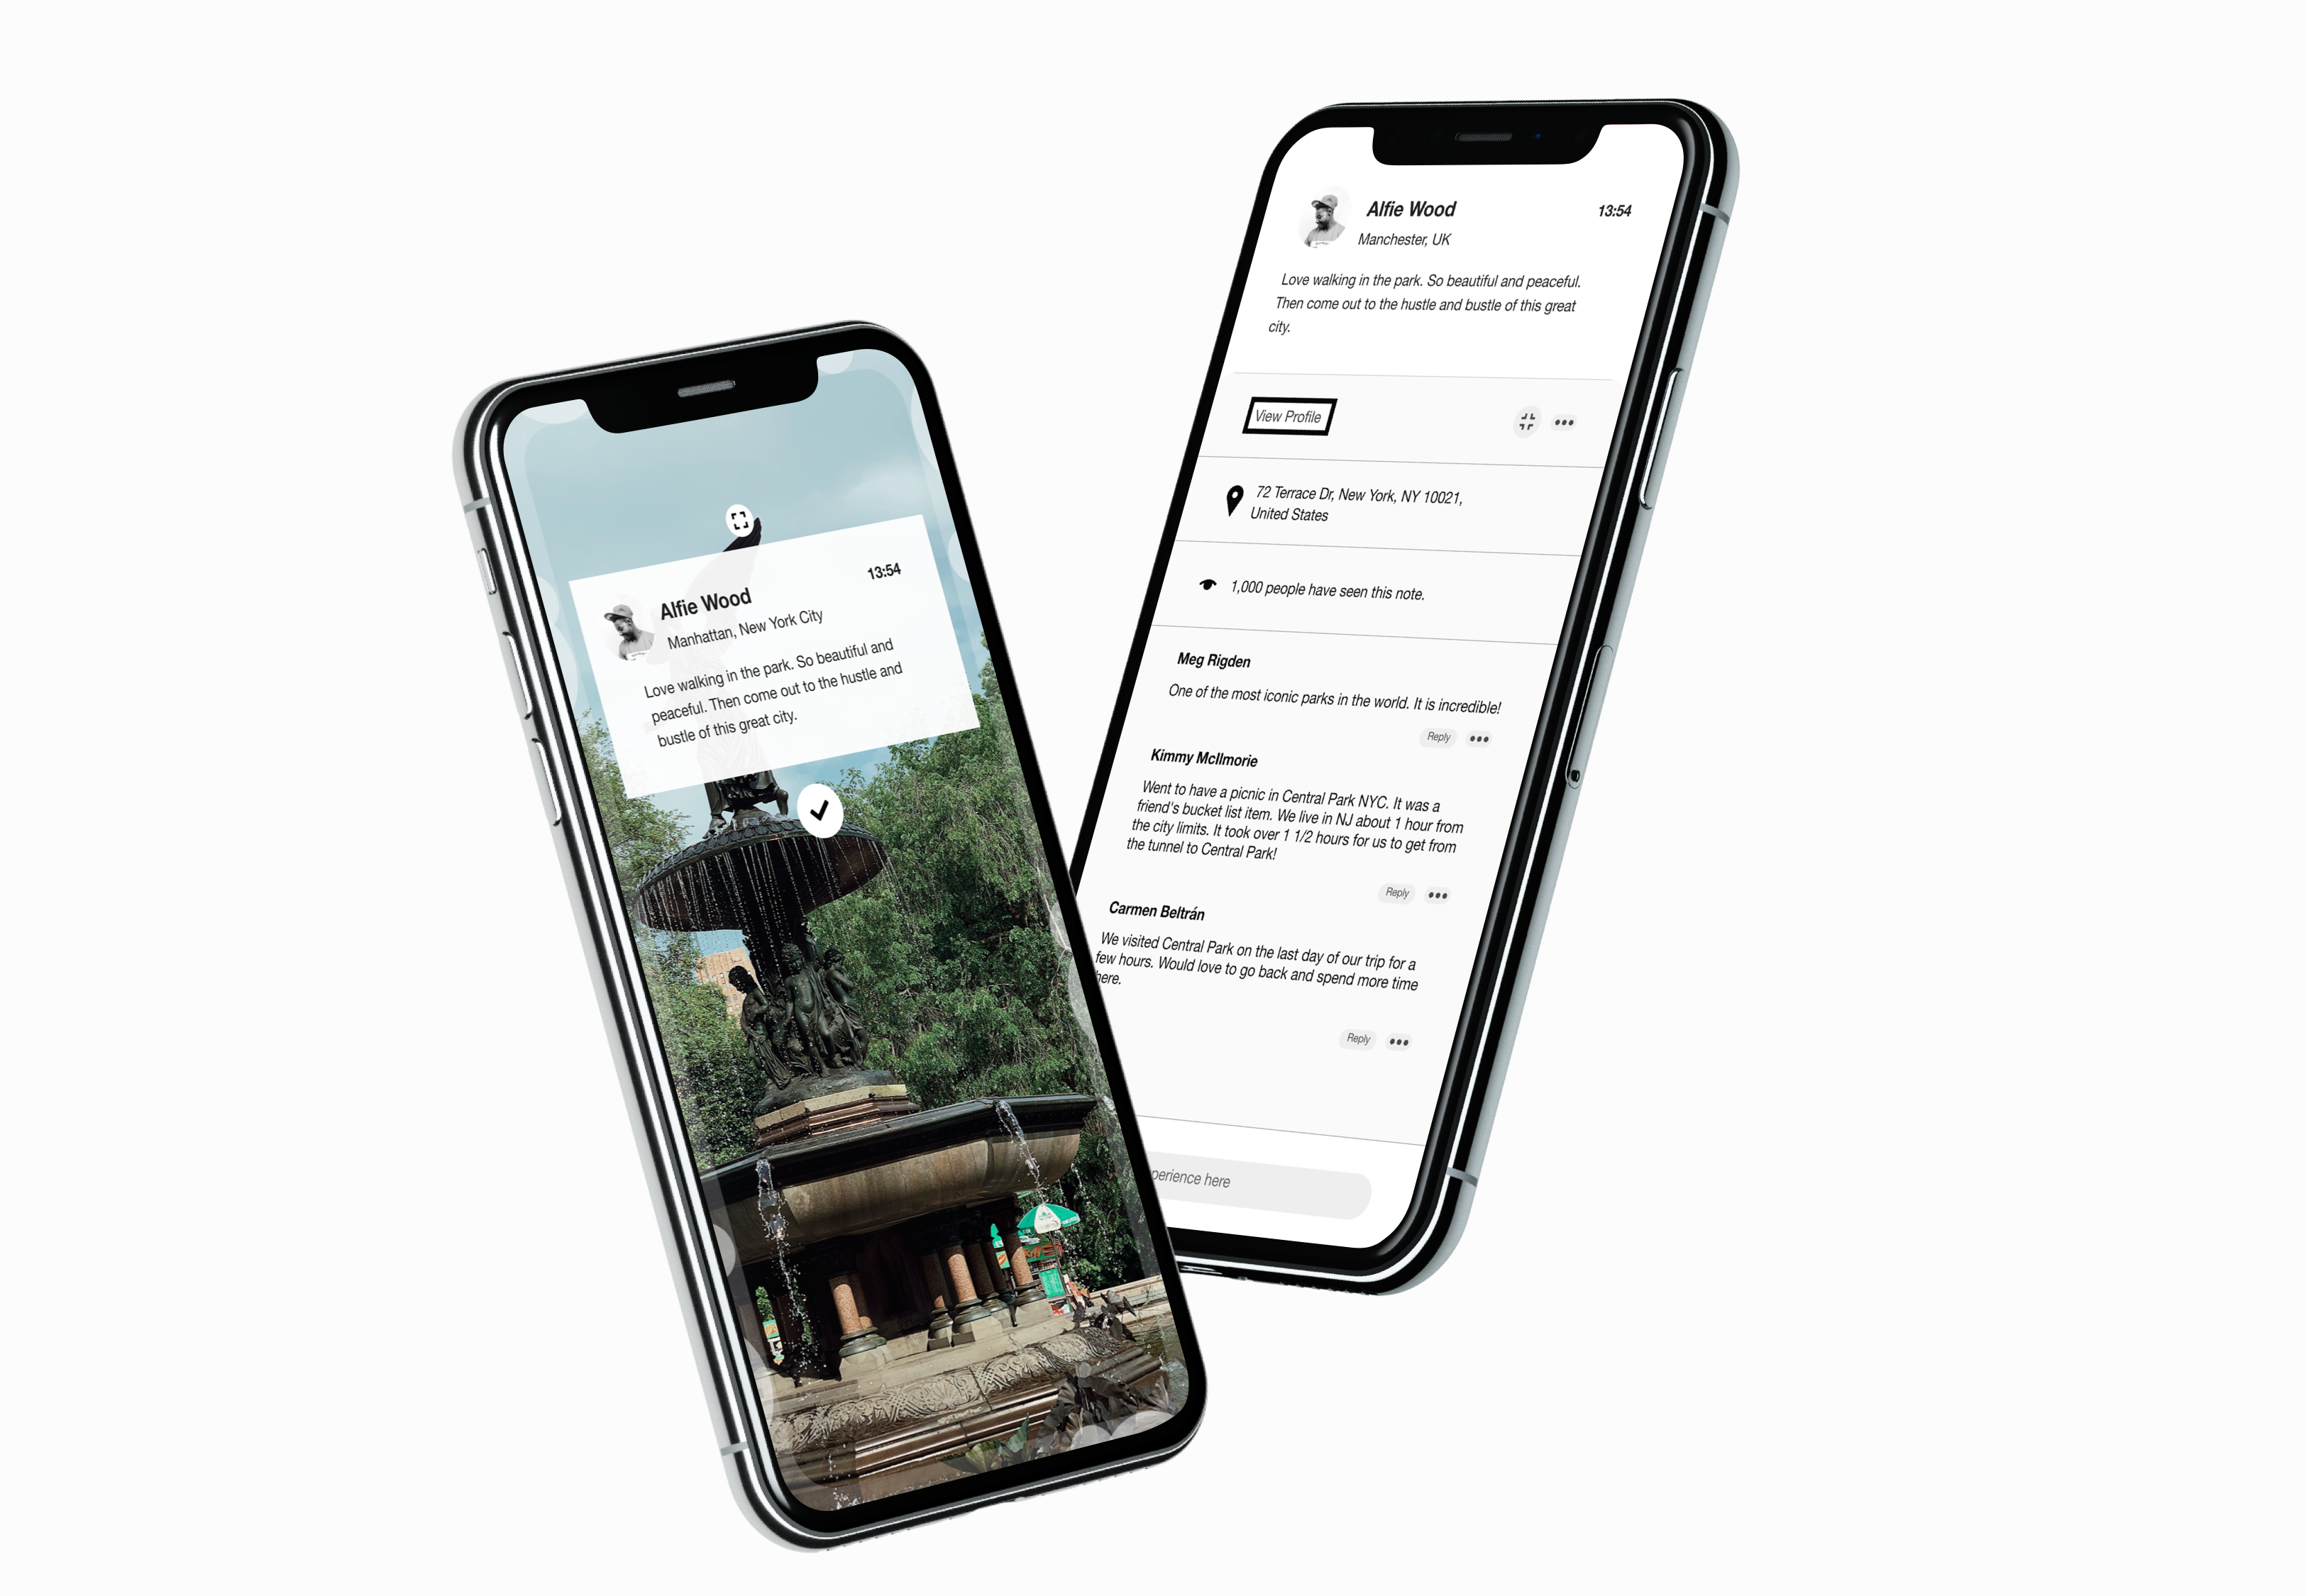 13:54
Alfie Wood
Manhattan, New York City
Love walking in the park. So beautiful and
peaceful. Then come out to the hustle and
bustle of this great city.
Alfie Wood
13:54
Manchester, UK
Love walking in the park. So beautiful and peaceful.
Then come out to the hustle and bustle of this great
city.
View Profile
72 Terrace Dr, New York, NY 10021,
United States
1,000 people have seen this note.
Meg Rigden
One of the most iconic parks in the world. It is incredible!
Reply
Kimmy McIlmorie
Went to have a picnic in Central Park NYC. It was a
friend's bucket list item. We live in NJ about 1 hour from
the city limits. It took over 1 1/2 hours for us to get from
the tunnel to Central Park!
Reply
Carmen Beltrán
We visited Central Park on the last day of our trip for a
few hours. Would love to go back and spend more time
here.
Reply
perience here